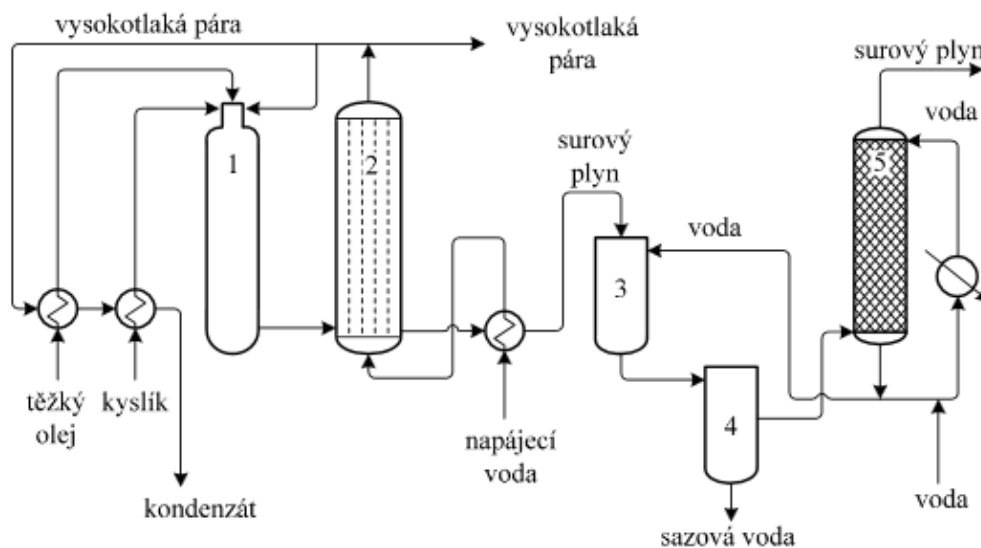 vysokotlaká pára
vysokotlaká
pára
surový plyn
voda
surový
plyn
1
2
5
voda
3
těžký
olej
kyslík
napájecí
voda
4
voda
kondenzát
sazová voda